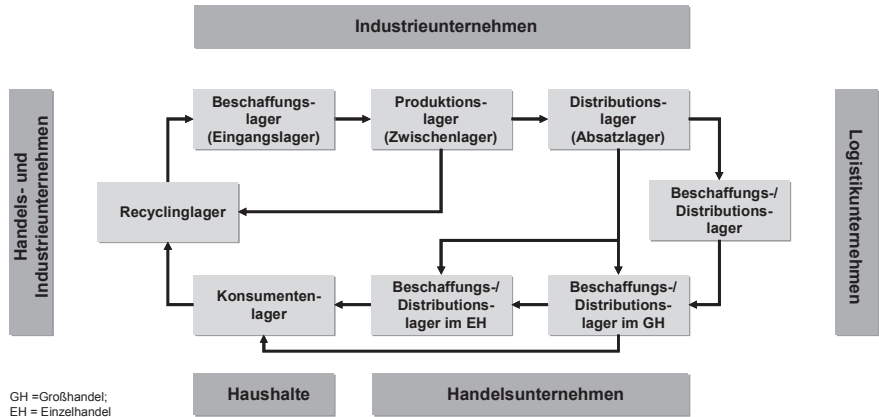 Industrieunternehmen
Handels- und
Industrieunternehmen
Beschaffungs-
lager
(Eingangslager)
Produktions-
lager
(Zwischenlager)
Distributions-
lager
(Absatzlager)
Logistikunternehmen
Recyclinglager
Beschaffungs-/
Distributions-
lager
Konsumenten-
lager
Beschaffungs-/
Distributions-
lager im EH
Beschaffungs-/
Distributions-
lager im GH
Haushalte
Handelsunternehmen
GH =Großhandel;
EH = Einzelhandel